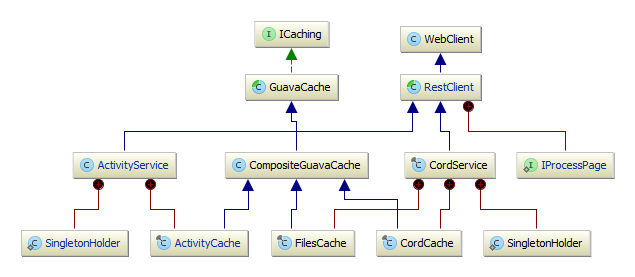 I ICaching
C WebClient
C GuavaCache
C RestClient
C ActivityService
C CompositeGuavaCache
C CordService
I IProcessPage
C SingletonHolder
C ActivityCache
C FilesCache
C CordCache
C SingletonHolder